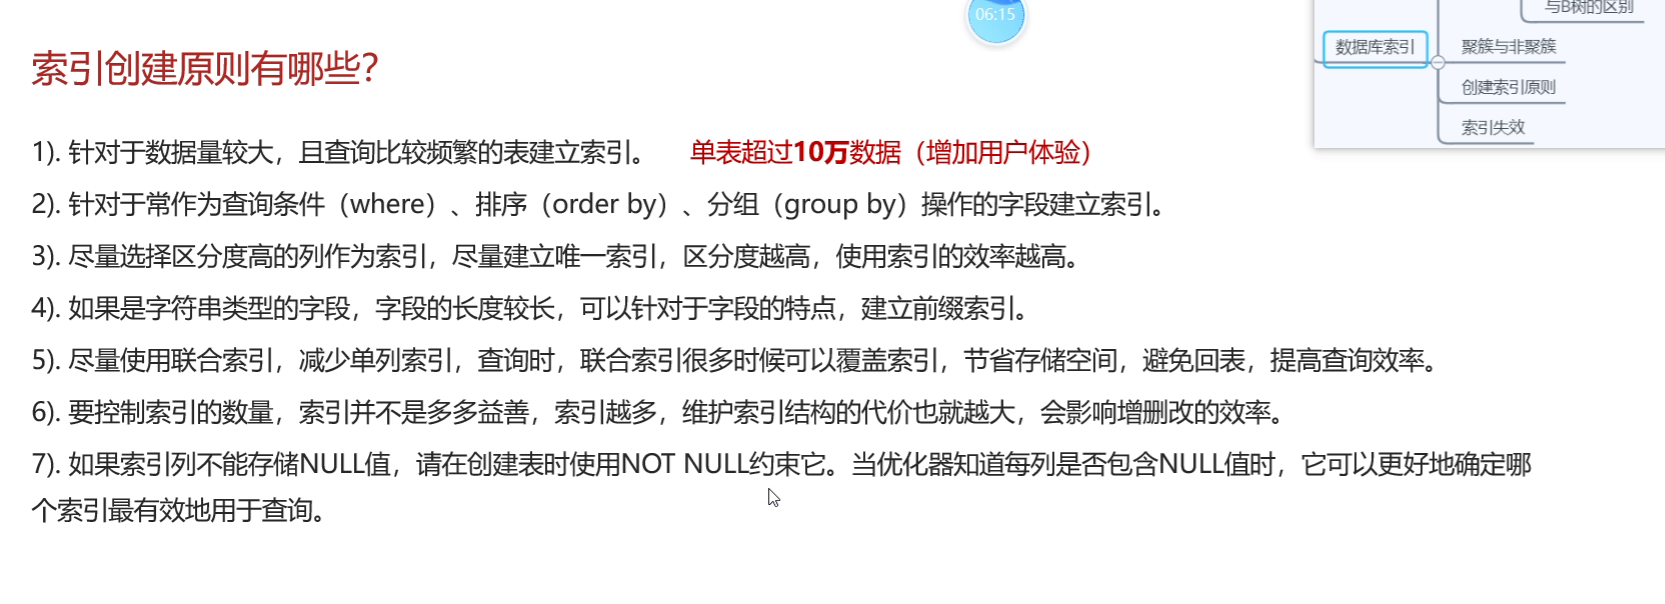 06:15
与B树的区别
数据库索引
聚簇与非聚簇
创建索引原则
索引失效
索引创建原则有哪些?
1). 针对于数据量较大，且查询比较频繁的表建立索引。 单表超过10万数据（增加用户体验）
2). 针对于常作为查询条件（where）、排序（order by）、分组（group by）操作的字段建立索引。
3). 尽量选择区分度高的列作为索引，尽量建立唯一索引，区分度越高，使用索引的效率越高。
4). 如果是字符串类型的字段，字段的长度较长，可以针对于字段的特点，建立前缀索引。
5). 尽量使用联合索引，减少单列索引，查询时，联合索引很多时候可以覆盖索引，节省存储空间，避免回表，提高查询效率。
6). 要控制索引的数量，索引并不是多多益善，索引越多，维护索引结构的代价也就越大，会影响增删改的效率。
7). 如果索引列不能存储NULL值，请在创建表时使用NOT NULL约束它。当优化器知道每列是否包含NULL值时，它可以更好地确定哪
个索引最有效地用于查询。